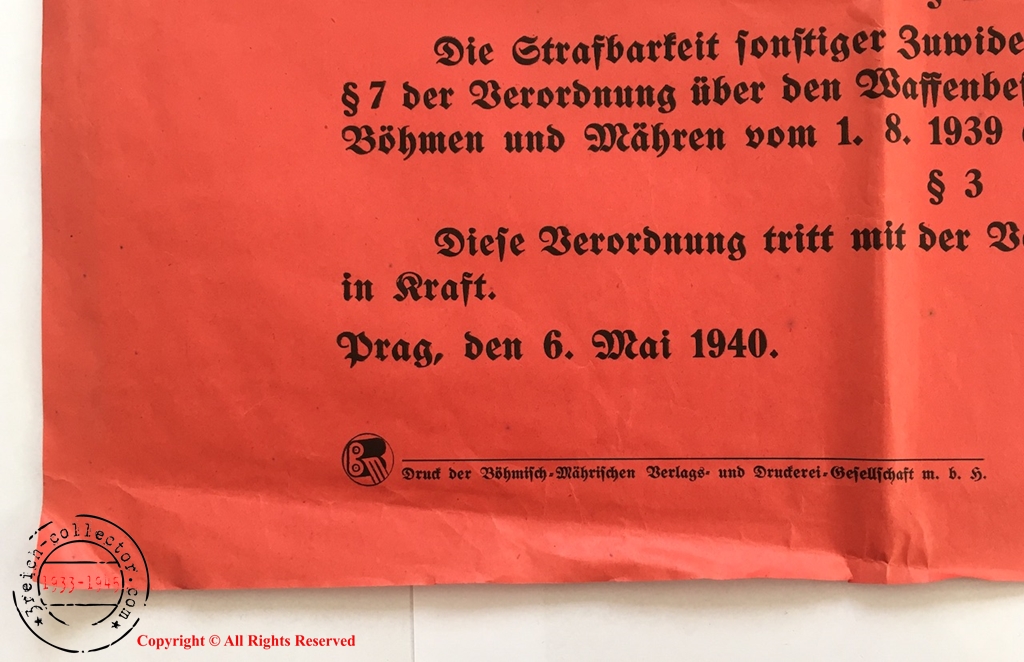 Die Strafbarkeit sonstiger Zuwide
§ 7 der Verordnung über den Waffenbes
Böhmen und Mähren vom 1. 8. 1939
§ 3
Diese Verordnung tritt mit der Ve
in Kraft.
Prag, den 6. Mai 1940.
Druck der Böhmisch-Mährischen Verlags- und Druckerei-Gesellschaft m. b. H.
3reich-collector.com
1933-1945
Copyright © All Rights Reserved